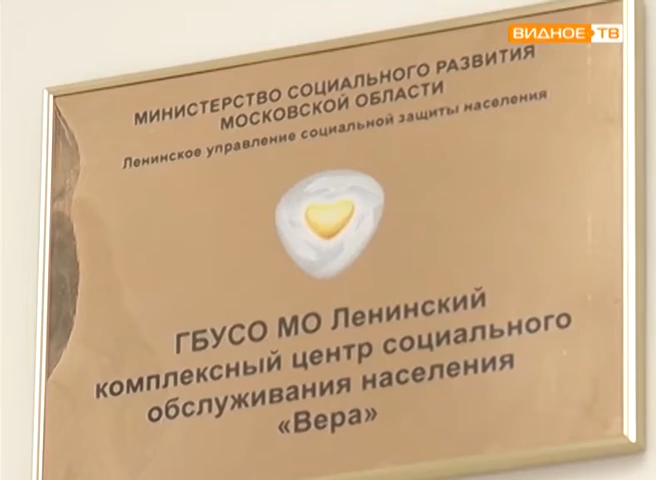 ВИДНОЕ ТВ
МИНИСТЕРСТВО СОЦИАЛЬНОГО РАЗВИТИЯ
МОСКОВСКОЙ ОБЛАСТИ
Ленинское управление социальной защиты населения
ГБУСО МО Ленинский
комплексный центр социального
обслуживания населения
«Вера»